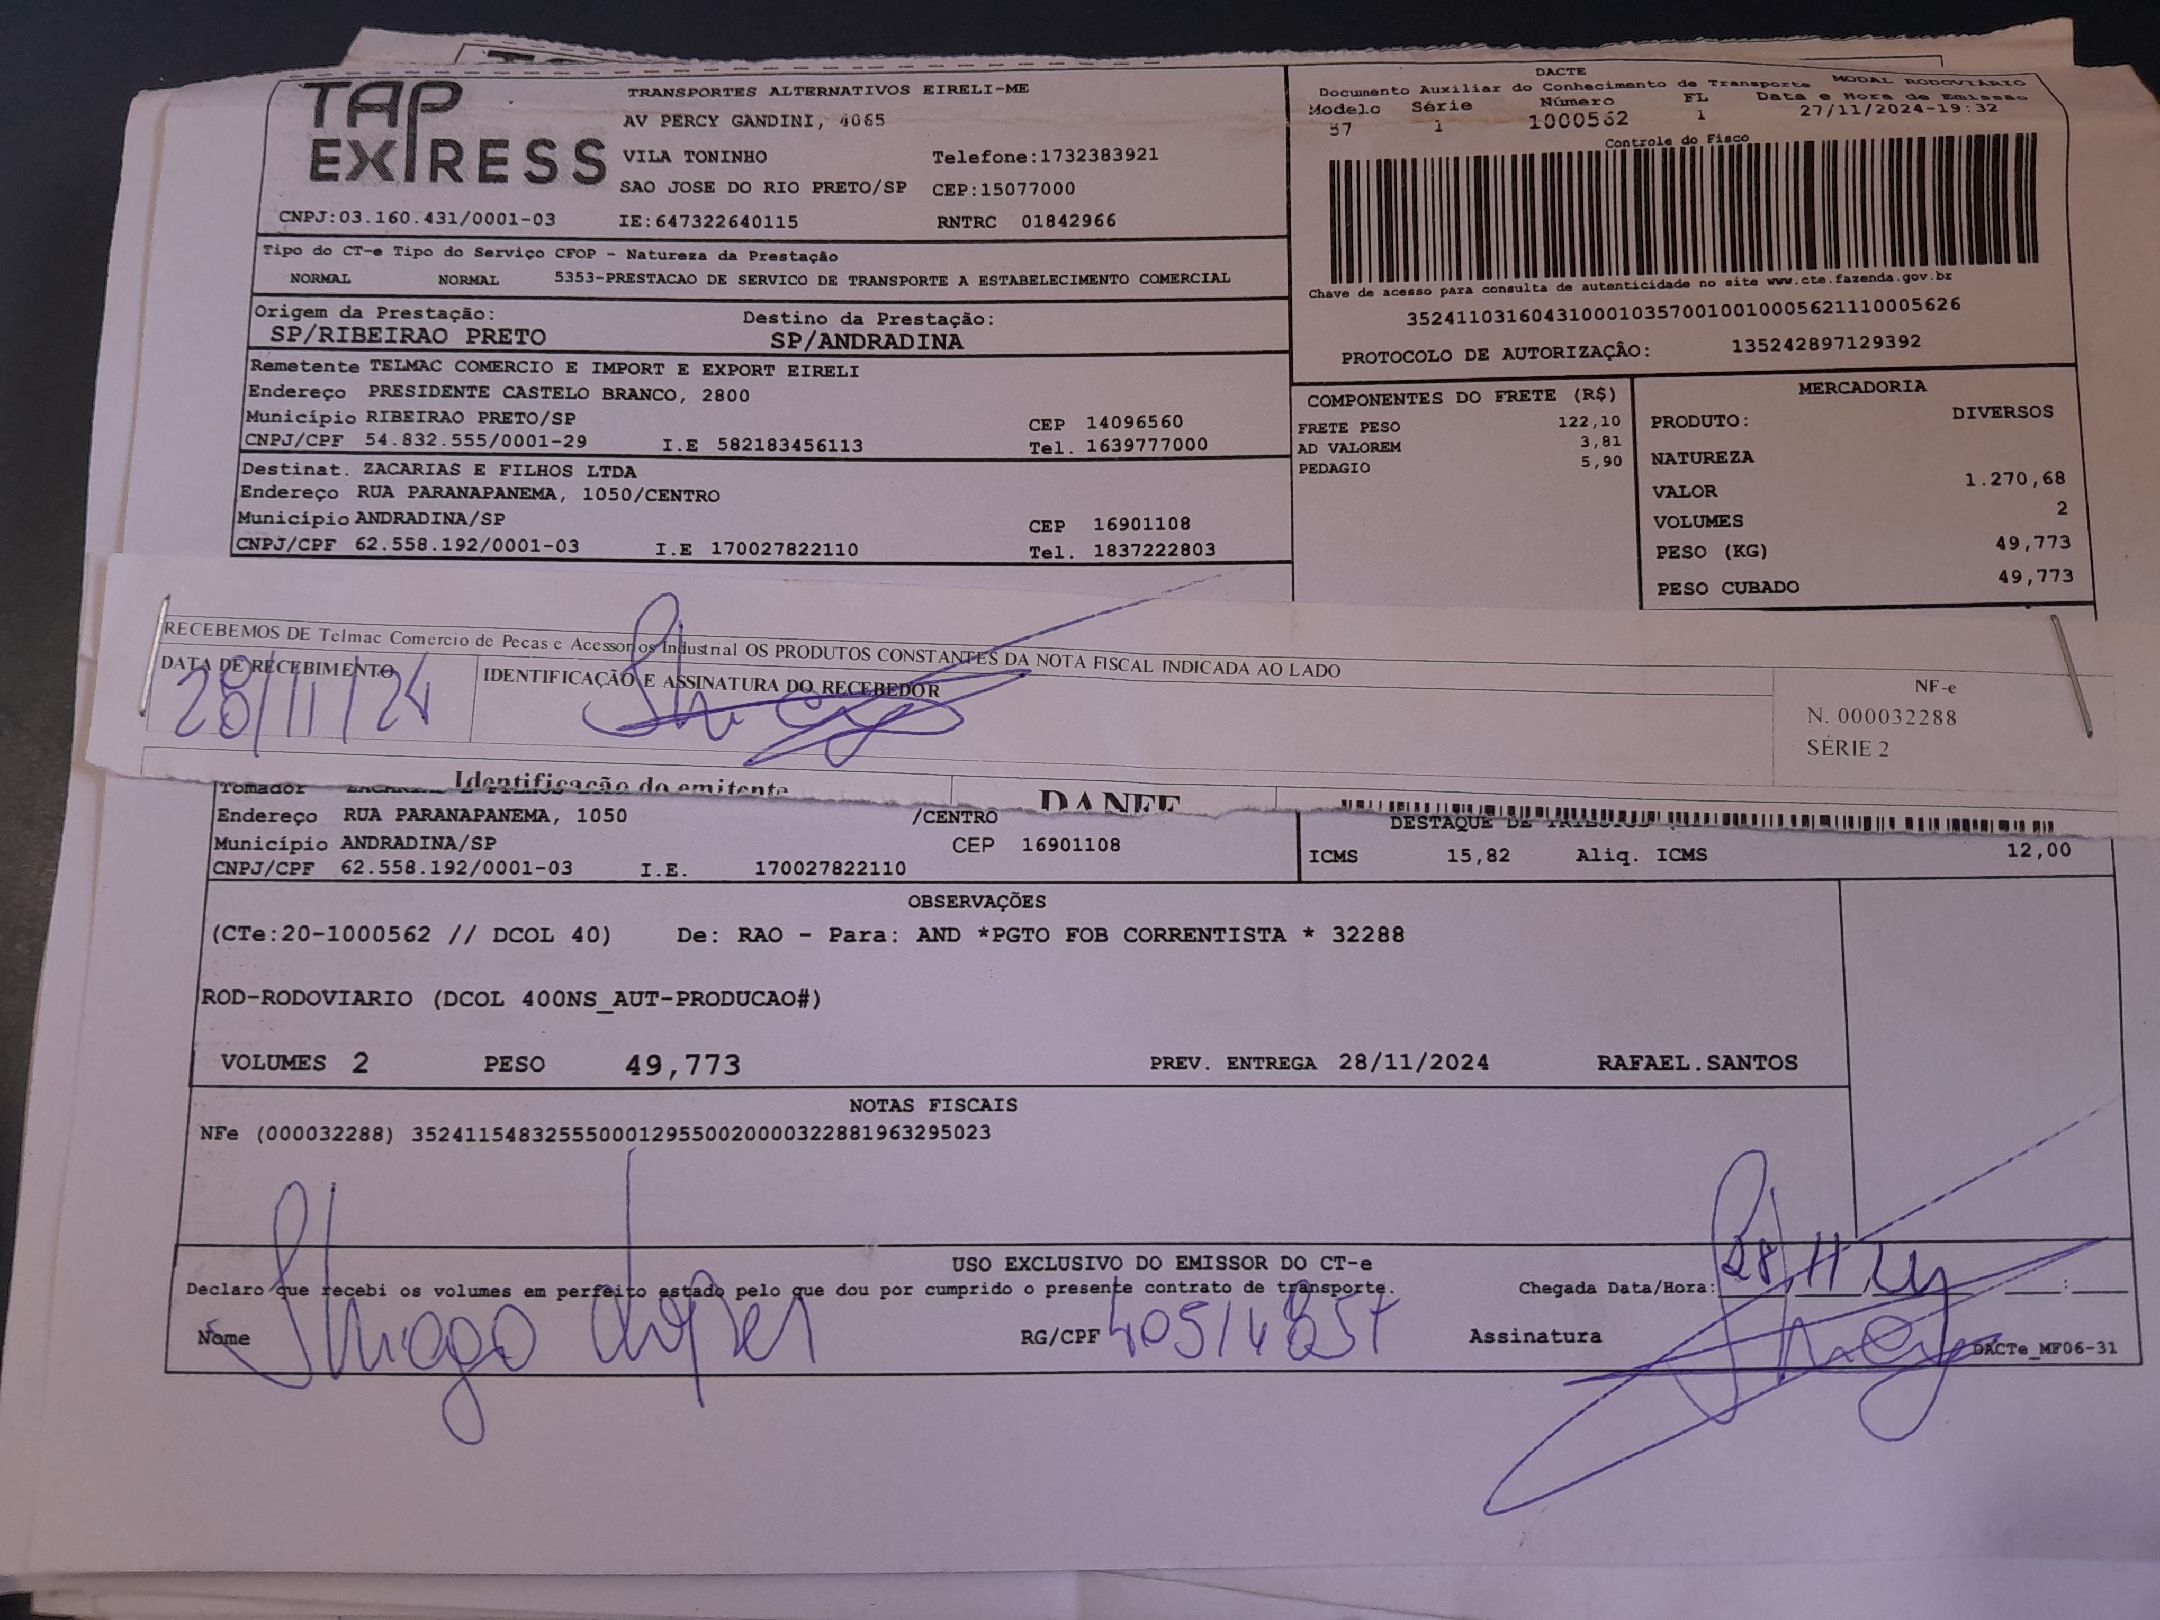 TAP EXPRESS
TRANSPORTES ALTERNATIVOS EIRELI-ME
AV PERCY GANDINI, 4065
VILA TONINHO Telefone:1732383921
SAO JOSE DO RIO PRETO/SP CEP:15077000
CNPJ:03.160.431/0001-03 IE:647322640115 RNTRC 01842966
Tipo do CT-e Tipo do Serviço CFOP - Natureza da Prestação
NORMAL NORMAL 5353-PRESTACAO DE SERVICO DE TRANSPORTE A ESTABELECIMENTO COMERCIAL
Origem da Prestação: Destino da Prestação:
SP/RIBEIRAO PRETO SP/ANDRADINA
Remetente TELMAC COMERCIO E IMPORT E EXPORT EIRELI
Endereço PRESIDENTE CASTELO BRANCO, 2800
Município RIBEIRAO PRETO/SP CEP 14096560
CNPJ/CPF 54.832.555/0001-29 I.E 582183456113 Tel. 1639777000
Destinat. ZACARIAS E FILHOS LTDA
Endereço RUA PARANAPANEMA, 1050/CENTRO
Município ANDRADINA/SP CEP 16901108
CNPJ/CPF 62.558.192/0001-03 I.E 170027822110 Tel. 1837222803
DACTE
Documento Auxiliar do Conhecimento de Transporte MODAL RODOVIÁRIO
Modelo Série Número FL Data e Hora de Emissão
57 1 1000562 1 27/11/2024-19:32
Controle do Fisco
Chave de acesso para consulta de autenticidade no site www.cte.fazenda.gov.br
35241103160431000103570010010005621110005626
PROTOCOLO DE AUTORIZAÇÃO: 135242897129392
COMPONENTES DO FRETE (R$)
FRETE PESO 122,10
AD VALOREM 3,81
PEDAGIO 5,90
MERCADORIA
PRODUTO: DIVERSOS
NATUREZA
VALOR 1.270,68
VOLUMES 2
PESO (KG) 49,773
PESO CUBADO 49,773
RECEBEMOS DE Telmac Comercio de Pecas e Acessorios Industrial OS PRODUTOS CONSTANTES DA NOTA FISCAL INDICADA AO LADO
DATA DE RECEBIMENTO IDENTIFICAÇÃO E ASSINATURA DO RECEBEDOR
28/11/24
NF-e
N. 000032288
SÉRIE 2
Identificação do emitente DANFE
Tomador
Endereço RUA PARANAPANEMA, 1050 /CENTRO
Município ANDRADINA/SP CEP 16901108
CNPJ/CPF 62.558.192/0001-03 I.E. 170027822110
DESTAQUE DE
ICMS 15,82 Aliq. ICMS 12,00
OBSERVAÇÕES
(CTe:20-1000562 // DCOL 40) De: RAO - Para: AND *PGTO FOB CORRENTISTA * 32288
ROD-RODOVIARIO (DCOL 400NS_AUT-PRODUCAO#)
VOLUMES 2 PESO 49,773 PREV. ENTREGA 28/11/2024 RAFAEL.SANTOS
NOTAS FISCAIS
NFe (000032288) 35241154832555000129550020000322881963295023
USO EXCLUSIVO DO EMISSOR DO CT-e
Declaro que recebi os volumes em perfeito estado pelo que dou por cumprido o presente contrato de transporte. Chegada Data/Hora: 28 11 24 :
Nome Thiago Lopes RG/CPF Assinatura DACTe_MF06-31